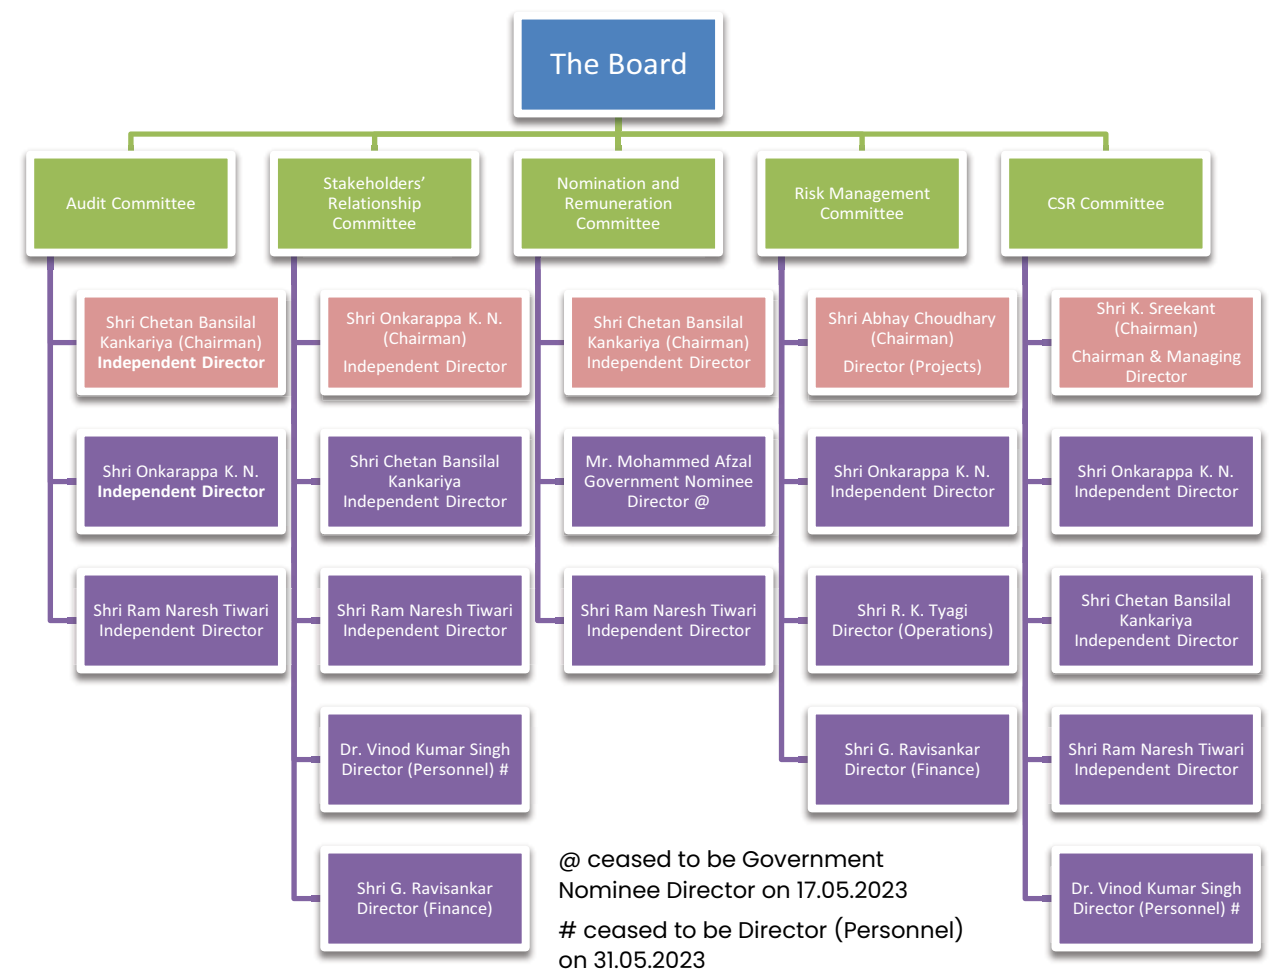 The Board
Audit Committee
Shri Chetan Bansilal
Kankariya (Chairman)
Independent Director
Shri Onkarappa K. N.
Independent Director
Shri Ram Naresh Tiwari
Independent Director
Stakeholders’
Relationship
Committee
Shri Onkarappa K. N.
(Chairman)
Independent Director
Shri Chetan Bansilal
Kankariya
Independent Director
Shri Ram Naresh Tiwari
Independent Director
Dr. Vinod Kumar Singh
Director (Personnel) #
Shri G. Ravisankar
Director (Finance)
Nomination and
Remuneration
Committee
Shri Chetan Bansilal
Kankariya (Chairman)
Independent Director
Mr. Mohammed Afzal
Government Nominee
Director @
Shri Ram Naresh Tiwari
Independent Director
Risk Management
Committee
Shri Abhay Choudhary
(Chairman)
Director (Projects)
Shri Onkarappa K. N.
Independent Director
Shri R. K. Tyagi
Director (Operations)
Shri G. Ravisankar
Director (Finance)
CSR Committee
Shri K. Sreekant
(Chairman)
Chairman & Managing
Director
Shri Onkarappa K. N.
Independent Director
Shri Chetan Bansilal
Kankariya
Independent Director
Shri Ram Naresh Tiwari
Independent Director
Dr. Vinod Kumar Singh
Director (Personnel) #
@ ceased to be Government
Nominee Director on 17.05.2023
# ceased to be Director (Personnel)
on 31.05.2023